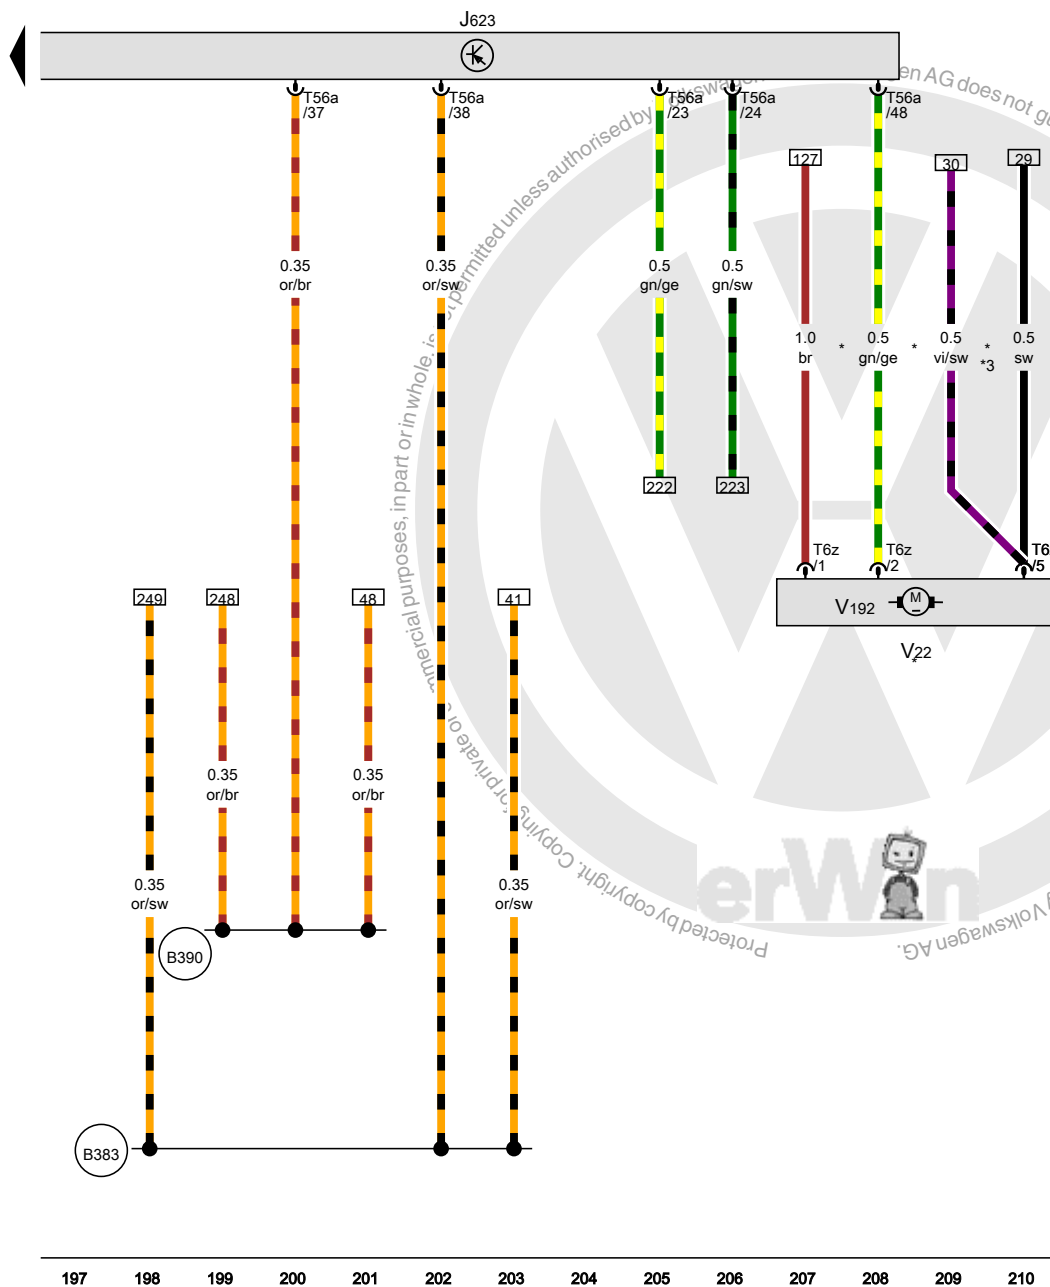 J623
T56a
/37
T56a
/38
T56a
/23
T56a
/24
T56a
/48
127
30
29
0.35
or/br
0.35
or/sw
0.5
gn/ge
0.5
gn/sw
1.0
br
*
0.5
gn/ge
*
0.5
vi/sw
*
*3
0.5
sw
222
223
T6z
/1
T6z
/2
T6
/5
249
248
48
41
V192
M
V22
*
0.35
or/br
0.35
or/br
0.35
or/sw
0.35
or/sw
B390
B383
erWin
Protected by copyright. Copying for private or commercial purposes, in part or in whole, is not permitted unless authorised by Volkswagen
en AG does not g
g Volkswagen AG.
197 198 199 200 201 202 203 204 205 206 207 208 209 210